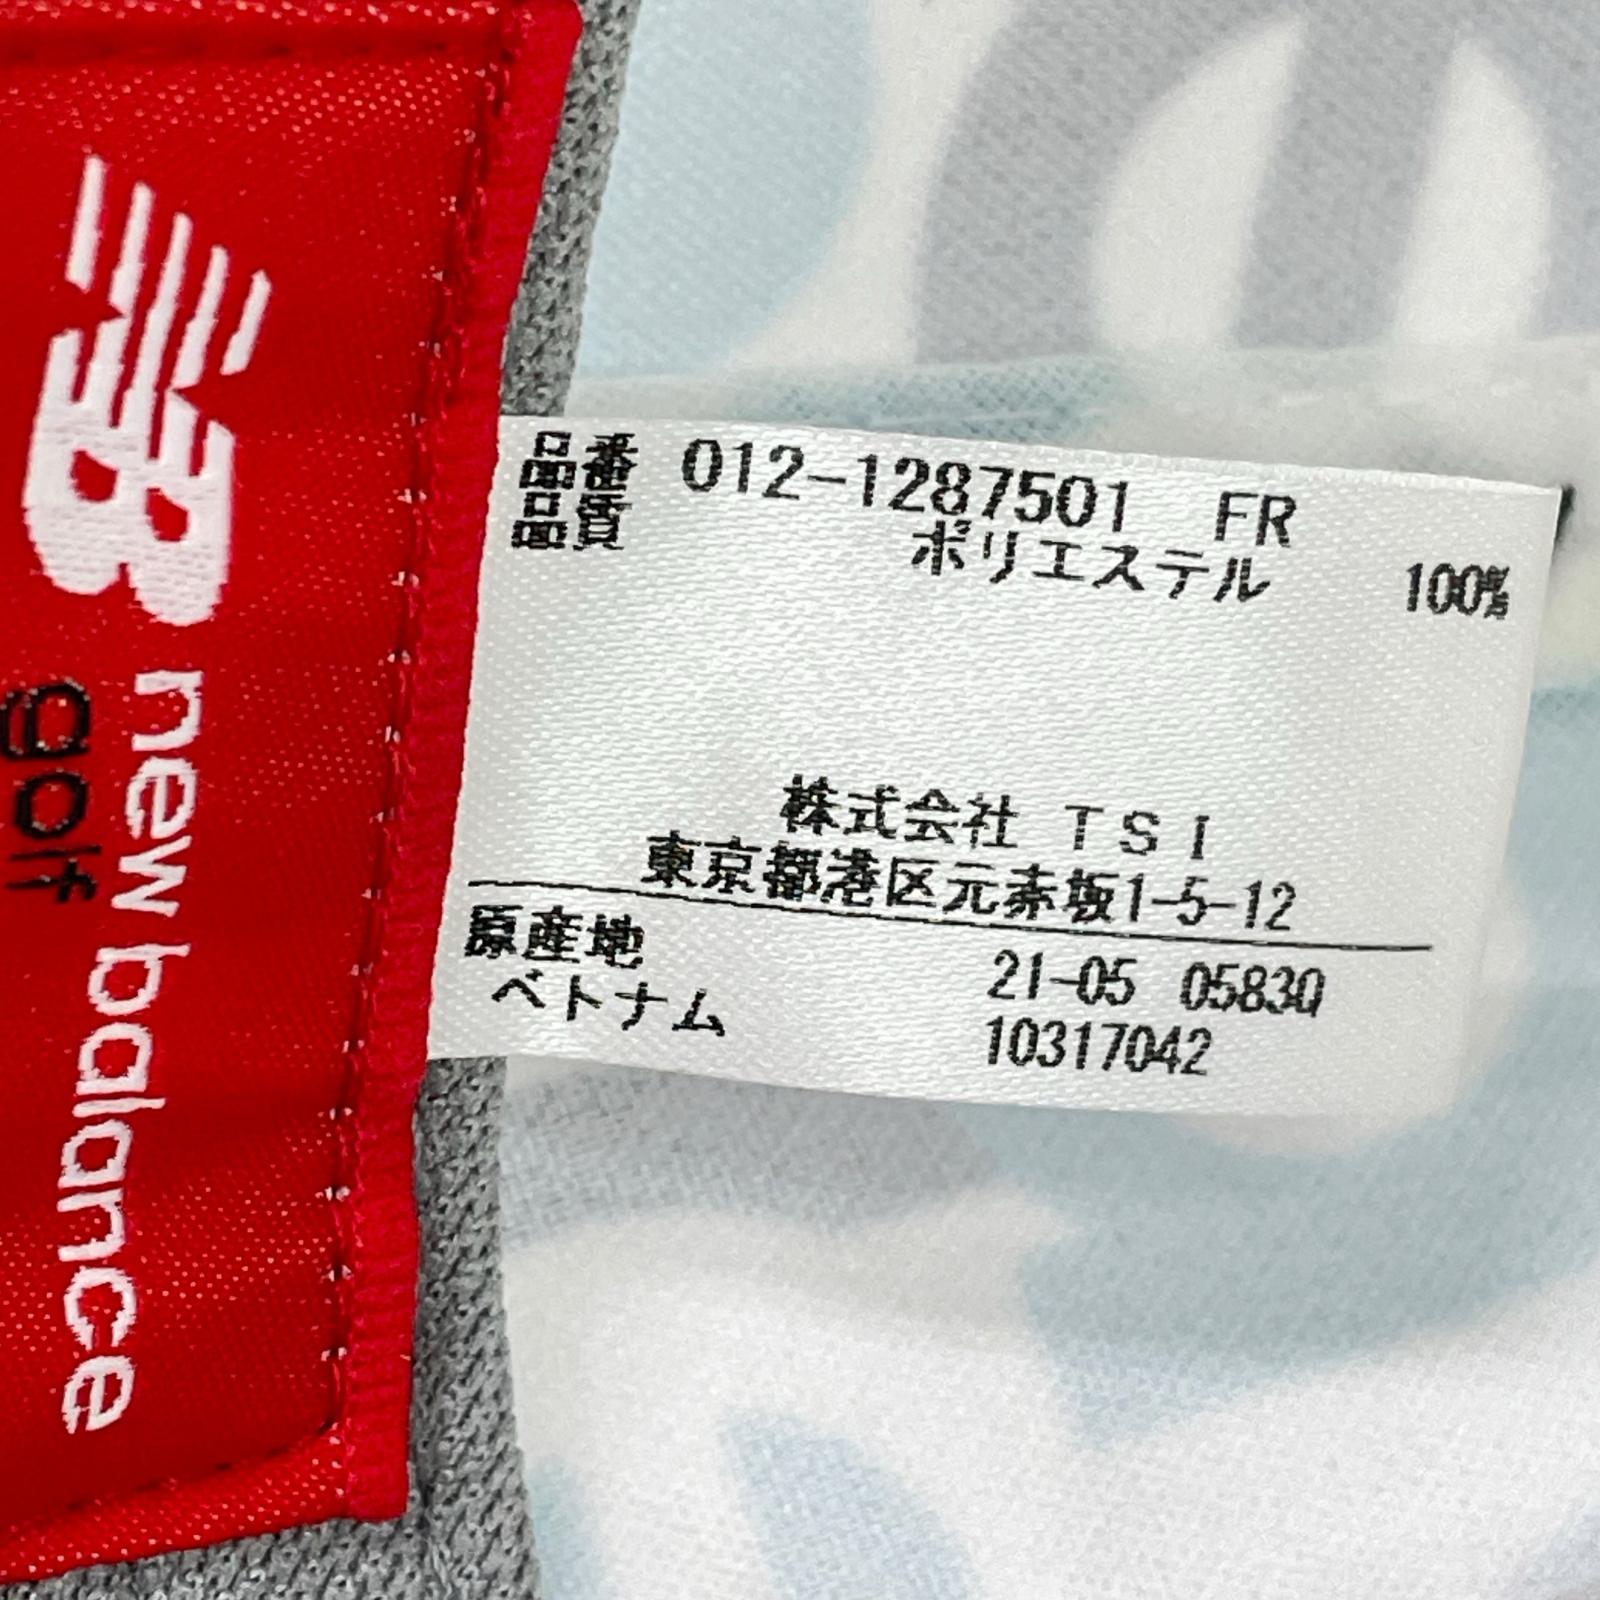 new balance
golf
品番 012-1287501 FR
品質 ポリエステル 100%
株式会社 TSI
東京都港区元赤坂1-5-12
原産地 21-05 05830
ベトナム 10317042